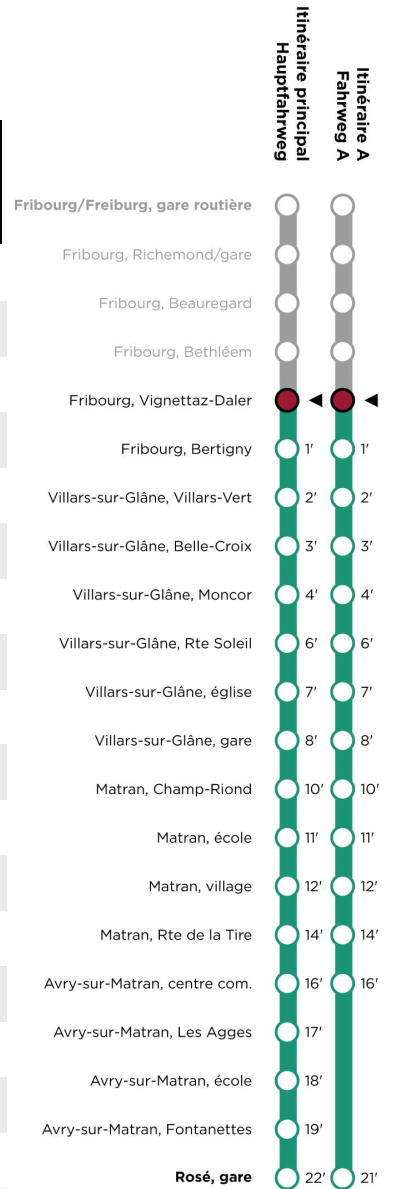 Itinéraire principal
Hauptfahrweg
Itinéraire A
Fahrweg A
Fribourg/Freiburg, gare routière
Fribourg, Richemond/gare
Fribourg, Beauregard
Fribourg, Bethléem
Fribourg, Vignettaz-Daler
Fribourg, Bertigny 1' 1'
Villars-sur-Glâne, Villars-Vert 2' 2'
Villars-sur-Glâne, Belle-Croix 3' 3'
Villars-sur-Glâne, Moncor 4' 4'
Villars-sur-Glâne, Rte Soleil 6' 6'
Villars-sur-Glâne, église 7' 7'
Villars-sur-Glâne, gare 8' 8'
Matran, Champ-Riond 10' 10'
Matran, école 11' 11'
Matran, village 12' 12'
Matran, Rte de la Tire 14' 14'
Avry-sur-Matran, centre com. 16' 16'
Avry-sur-Matran, Les Agges 17'
Avry-sur-Matran, école 18'
Avry-sur-Matran, Fontanettes 19'
Rosé, gare 22' 21'